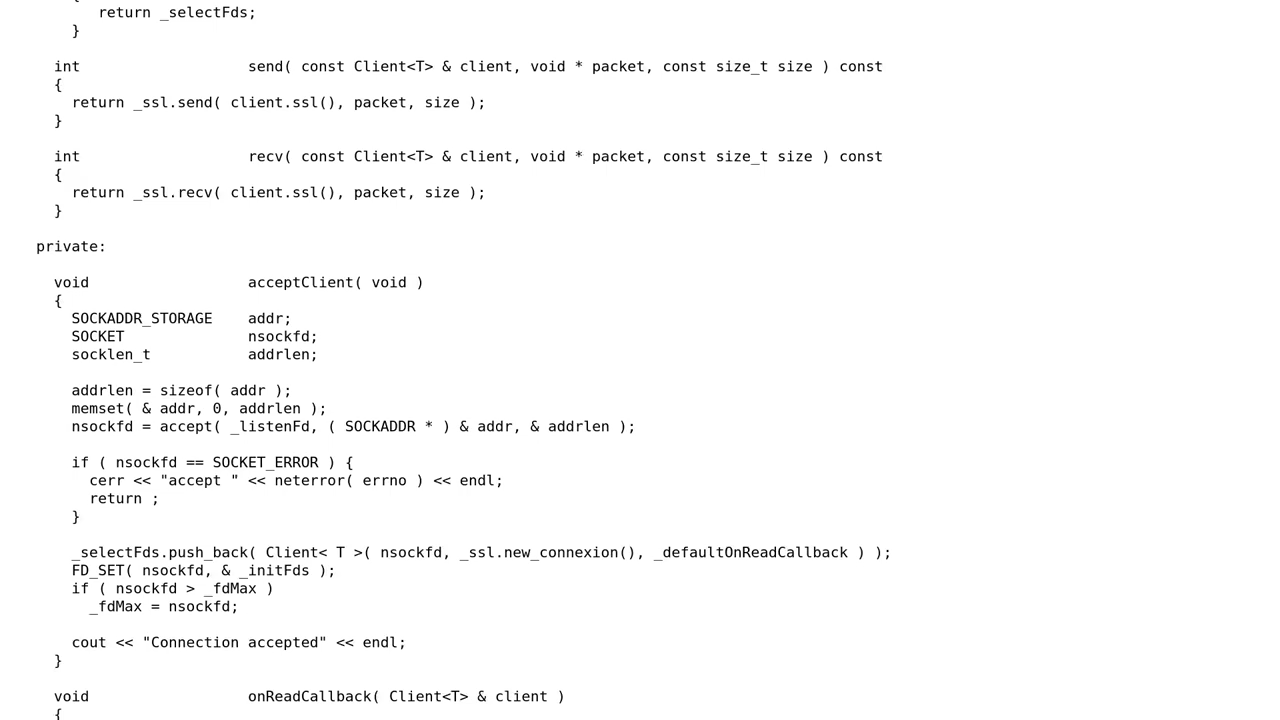 {
return _selectFds;
}
int send( const Client<T> & client, void * packet, const size_t size ) const
{
return _ssl.send( client.ssl(), packet, size );
}
int recv( const Client<T> & client, void * packet, const size_t size ) const
{
return _ssl.recv( client.ssl(), packet, size );
}
private:
void acceptClient( void )
{
SOCKADDR_STORAGE addr;
SOCKET nsockfd;
socklen_t addrlen;
addrlen = sizeof( addr );
memset( & addr, 0, addrlen );
nsockfd = accept( _listenFd, ( SOCKADDR * ) & addr, & addrlen );
if ( nsockfd == SOCKET_ERROR ) {
cerr << "accept " << neterror( errno ) << endl;
return ;
}
_selectFds.push_back( Client< T >( nsockfd, _ssl.new_connexion(), _defaultOnReadCallback ) );
FD_SET( nsockfd, & _initFds );
if ( nsockfd > _fdMax )
_fdMax = nsockfd;
cout << "Connection accepted" << endl;
}
void onReadCallback( Client<T> & client )
{